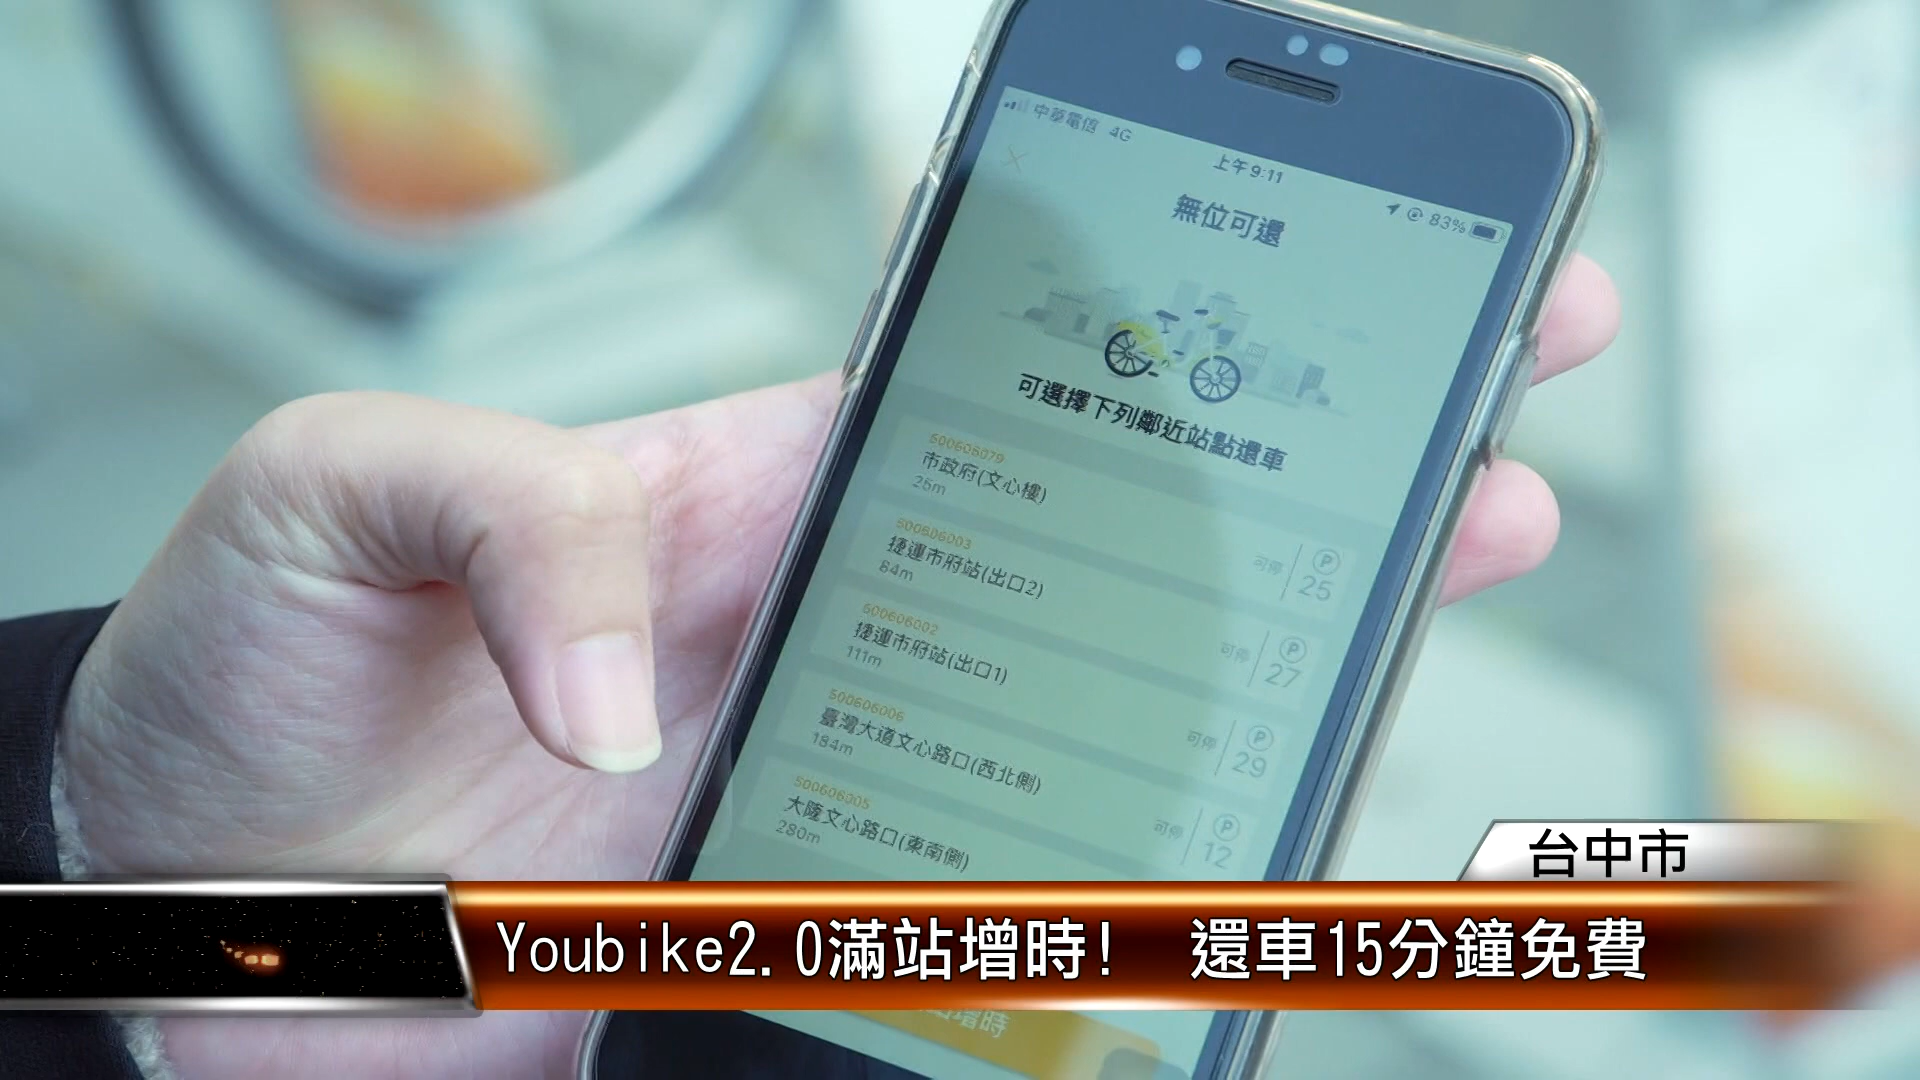 中華電信 4G
上午9:11
83%
無位可還
可選擇下列鄰近站點還車
500606079
市政府(文心樓)
25m
可停
P
25
500606003
捷運市府站(出口2)
84m
可停
P
27
500606002
捷運市府站(出口1)
111m
可停
P
29
500606006
臺灣大道文心路口(西北側)
184m
可停
P
12
500606005
大隆文心路口(東南側)
280m
台中市
Youbike2.0滿站增時! 還車15分鐘免費
增時